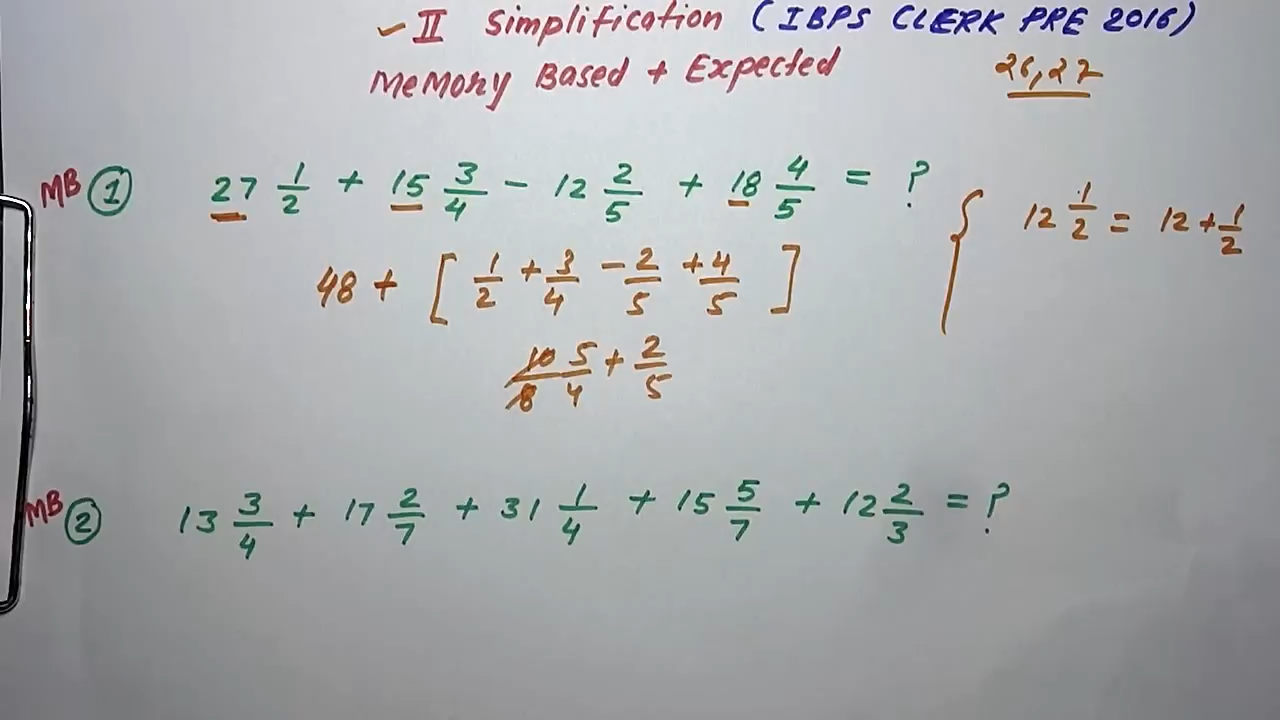 ✓ II Simplification (IBPS CLERK PRE 2016)
MeMory Based + Expected 26,27
MB ① 27 1/2 + 15 3/4 - 12 2/5 + 18 4/5 = ?
12 1/2 = 12 + 1/2
48 + [ 1/2 + 3/4 - 2/5 + 4/5 ]
10/8 5/4 + 2/5
MB ② 13 3/4 + 17 2/7 + 31 1/4 + 15 5/7 + 12 2/3 = ?